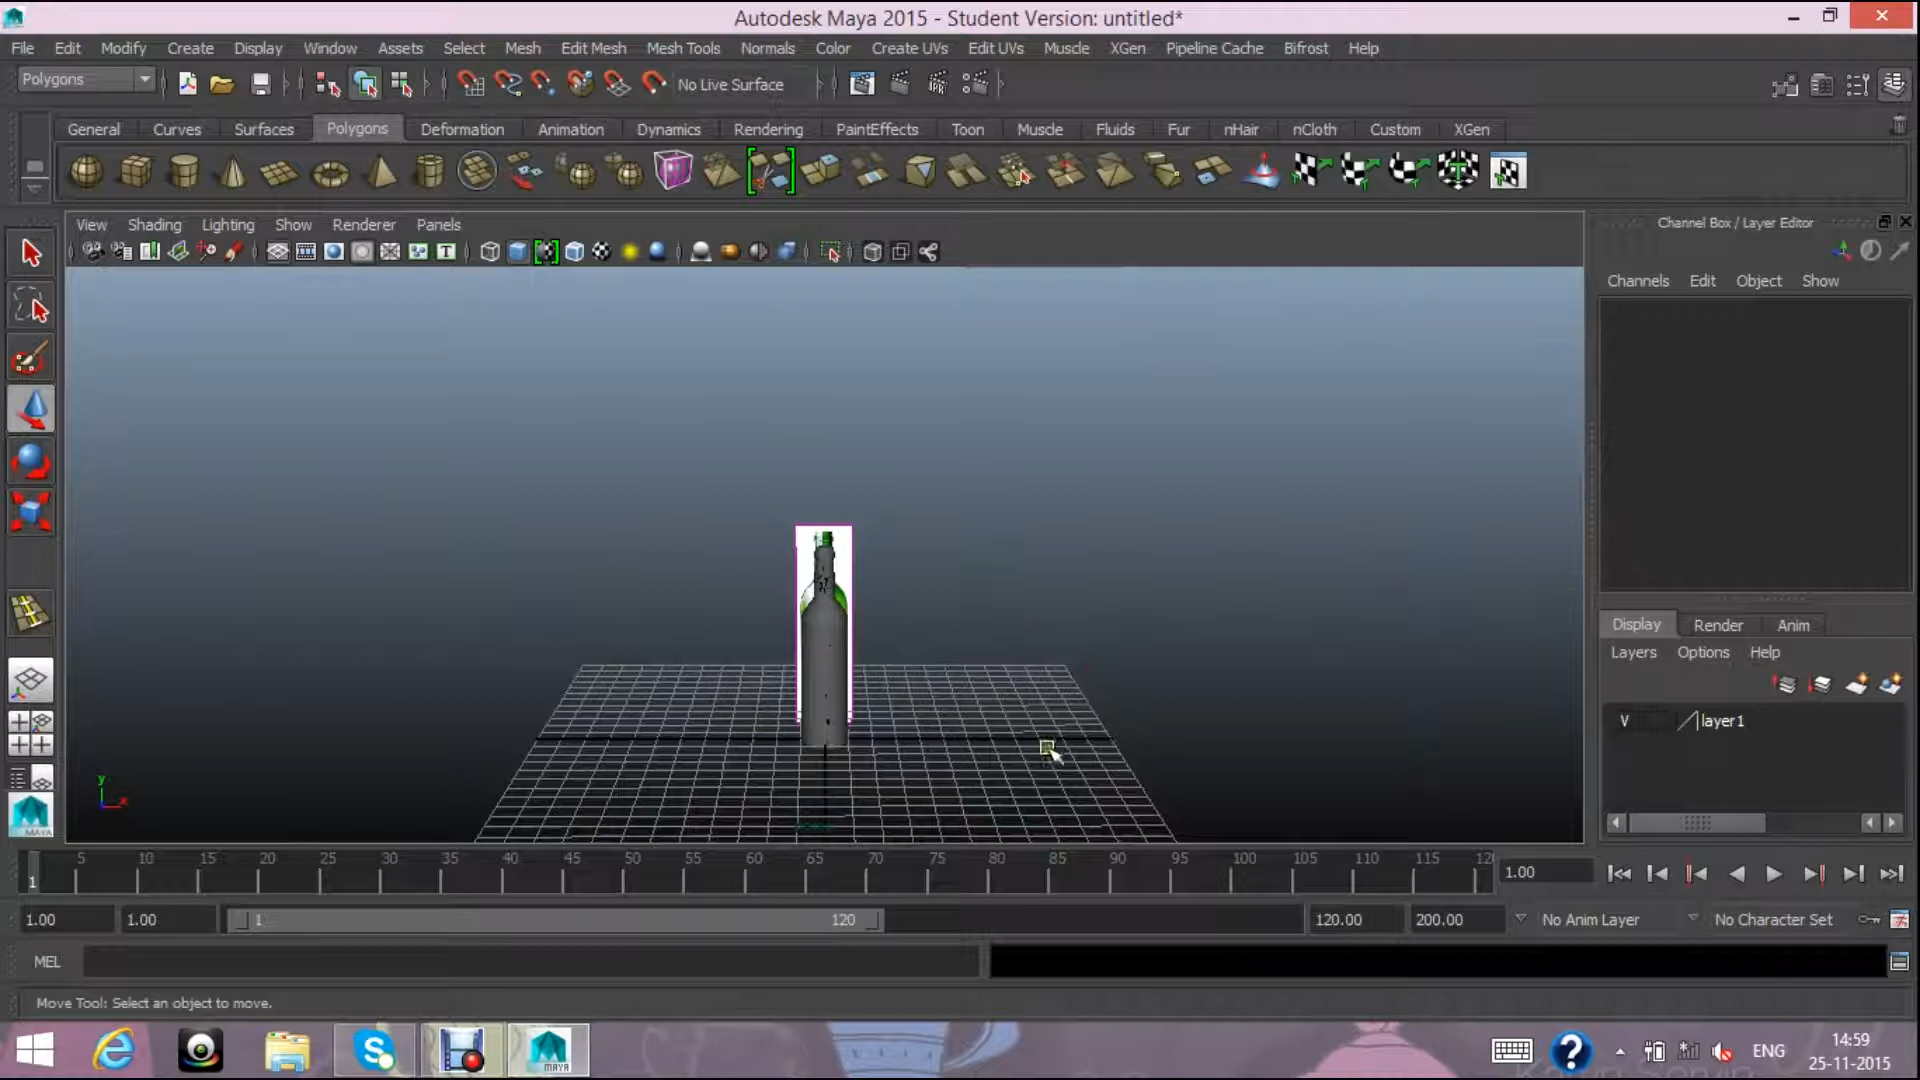 Autodesk Maya 2015 - Student Version: untitled*
File Edit Modify Create Display Window Assets Select Mesh Edit Mesh Mesh Tools Normals Color Create UVs Edit UVs Muscle XGen Pipeline Cache Bifrost Help
Polygons No Live Surface
General Curves Surfaces Polygons Deformation Animation Dynamics Rendering PaintEffects Toon Muscle Fluids Fur nHair nCloth Custom XGen
View Shading Lighting Show Renderer Panels
Channel Box / Layer Editor
Channels Edit Object Show
Display Render Anim
Layers Options Help
V layer1
y
x
MAYA
5 10 15 20 25 30 35 40 45 50 55 60 65 70 75 80 85 90 95 100 105 110 115 12
1 1.00
1.00 1.00 1 120 120.00 200.00 No Anim Layer No Character Set
MEL
Move Tool: Select an object to move.
MAYA
ENG
14:59
25-11-2015